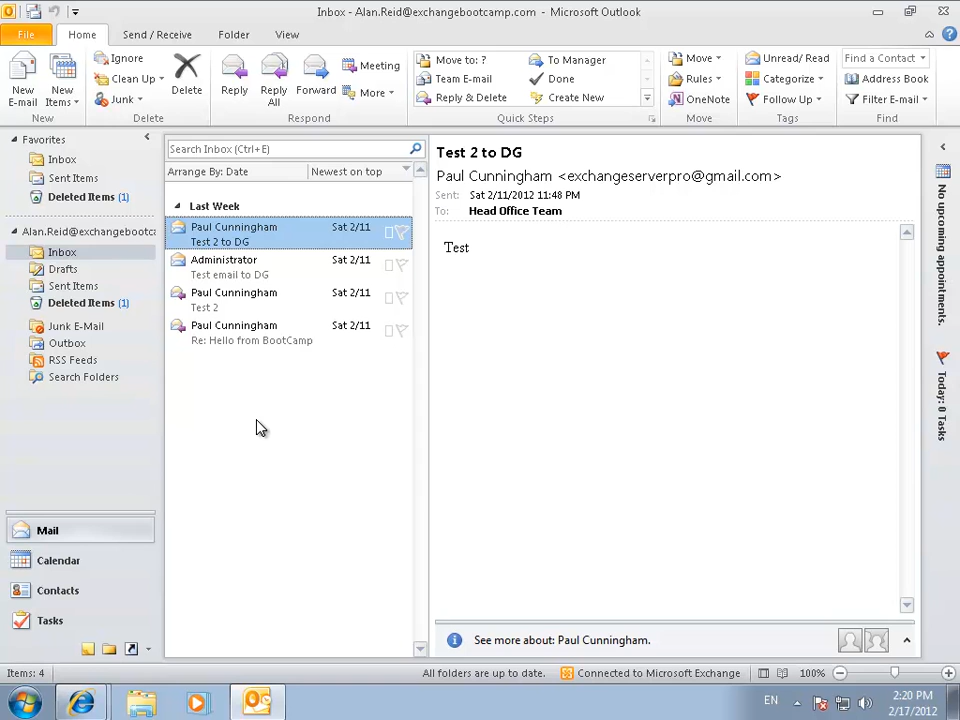 Inbox - Alan.Reid@exchangebootcamp.com - Microsoft Outlook
File Home Send / Receive Folder View
New E-mail
New Items
Ignore
Clean Up
Junk
Delete
Delete
Reply
Reply All
Forward
Meeting
More
Respond
Move to: ? To Manager
Team E-mail Done
Reply & Delete Create New
Quick Steps
Move
Rules
OneNote
Move
Unread/ Read
Categorize
Follow Up
Tags
Find a Contact
Address Book
Filter E-mail
Find
New
Favorites
Inbox
Sent Items
Deleted Items (1)
Alan.Reid@exchangebootca
Inbox
Drafts
Sent Items
Deleted Items (1)
Junk E-Mail
Outbox
RSS Feeds
Search Folders
Mail
Calendar
Contacts
Tasks
Search Inbox (Ctrl+E)
Arrange By: Date Newest on top
Last Week
Paul Cunningham Sat 2/11
Test 2 to DG
Administrator Sat 2/11
Test email to DG
Paul Cunningham Sat 2/11
Test 2
Paul Cunningham Sat 2/11
Re: Hello from BootCamp
Test 2 to DG
Paul Cunningham <exchangeserverpro@gmail.com>
Sent: Sat 2/11/2012 11:48 PM
To: Head Office Team
Test
See more about: Paul Cunningham.
No upcoming appointments.
Today: 0 Tasks
Items: 4 All folders are up to date. Connected to Microsoft Exchange 100%
EN 2:20 PM
2/17/2012